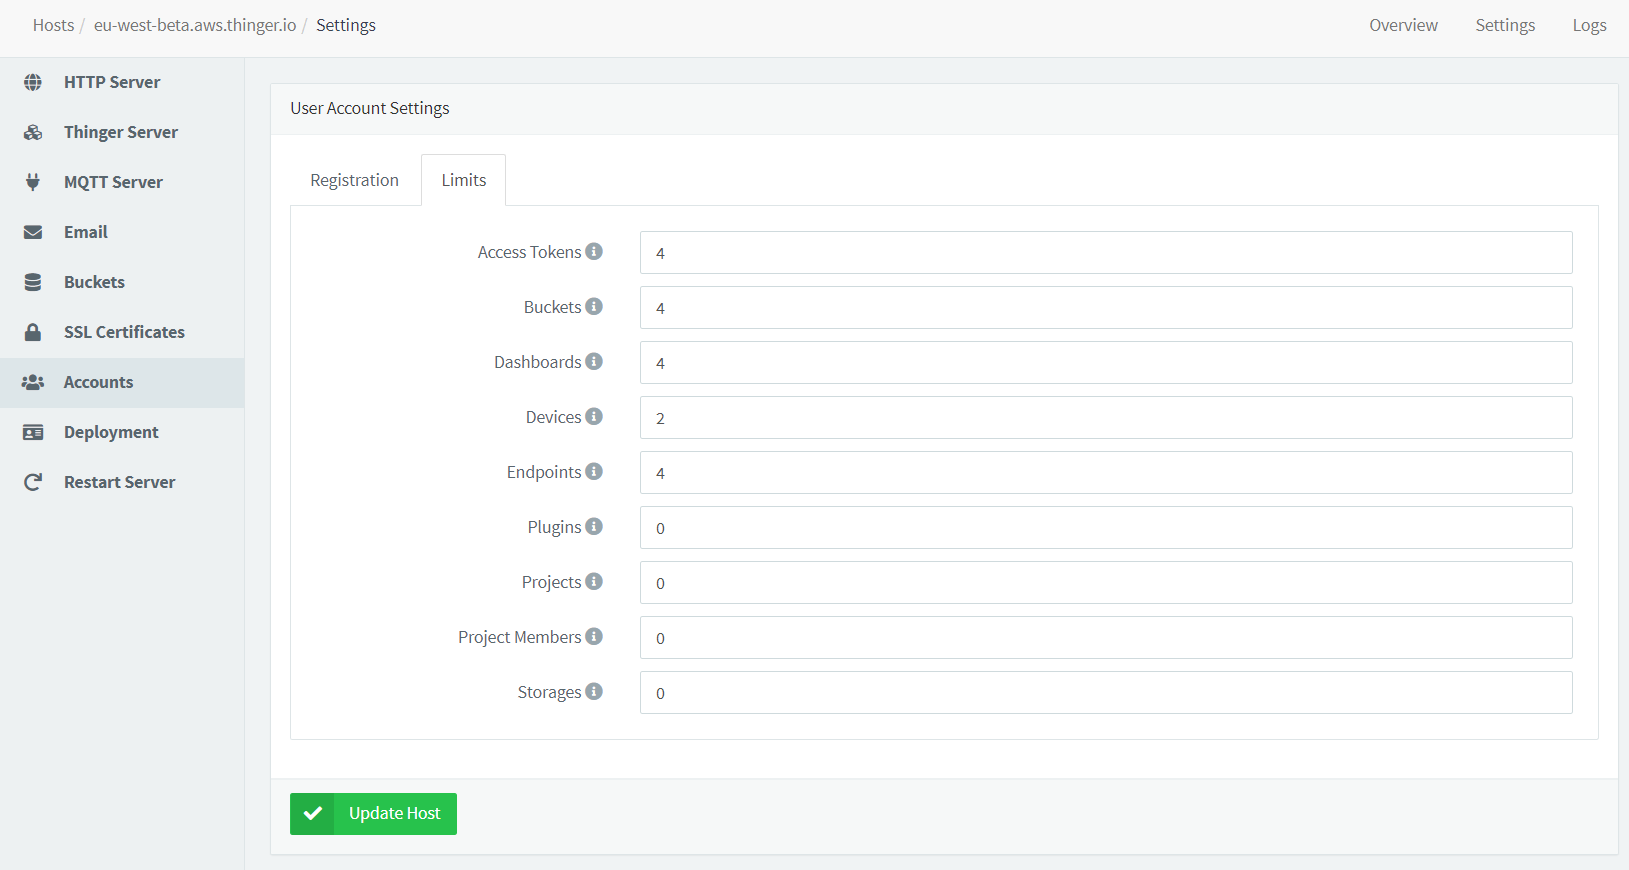 Hosts / eu-west-beta.aws.thinger.io / Settings
Overview Settings Logs
HTTP Server
Thinger Server
MQTT Server
Email
Buckets
SSL Certificates
Accounts
Deployment
Restart Server
User Account Settings
Registration Limits
Access Tokens 4
Buckets 4
Dashboards 4
Devices 2
Endpoints 4
Plugins 0
Projects 0
Project Members 0
Storages 0
Update Host